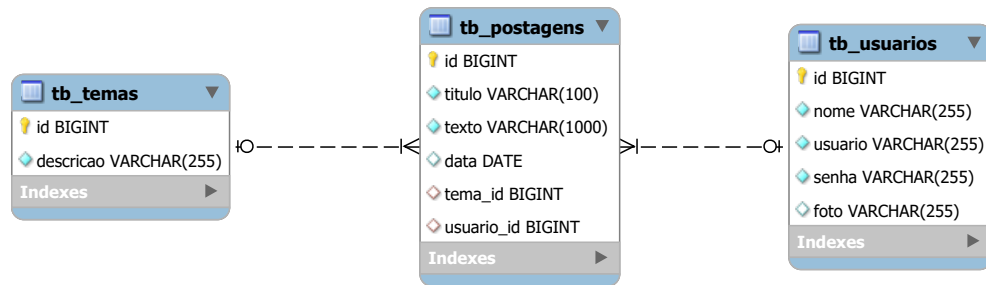 tb_temas
id BIGINT
descricao VARCHAR(255)
Indexes
tb_postagens
id BIGINT
titulo VARCHAR(100)
texto VARCHAR(1000)
data DATE
tema_id BIGINT
usuario_id BIGINT
Indexes
tb_usuarios
id BIGINT
nome VARCHAR(255)
usuario VARCHAR(255)
senha VARCHAR(255)
foto VARCHAR(255)
Indexes